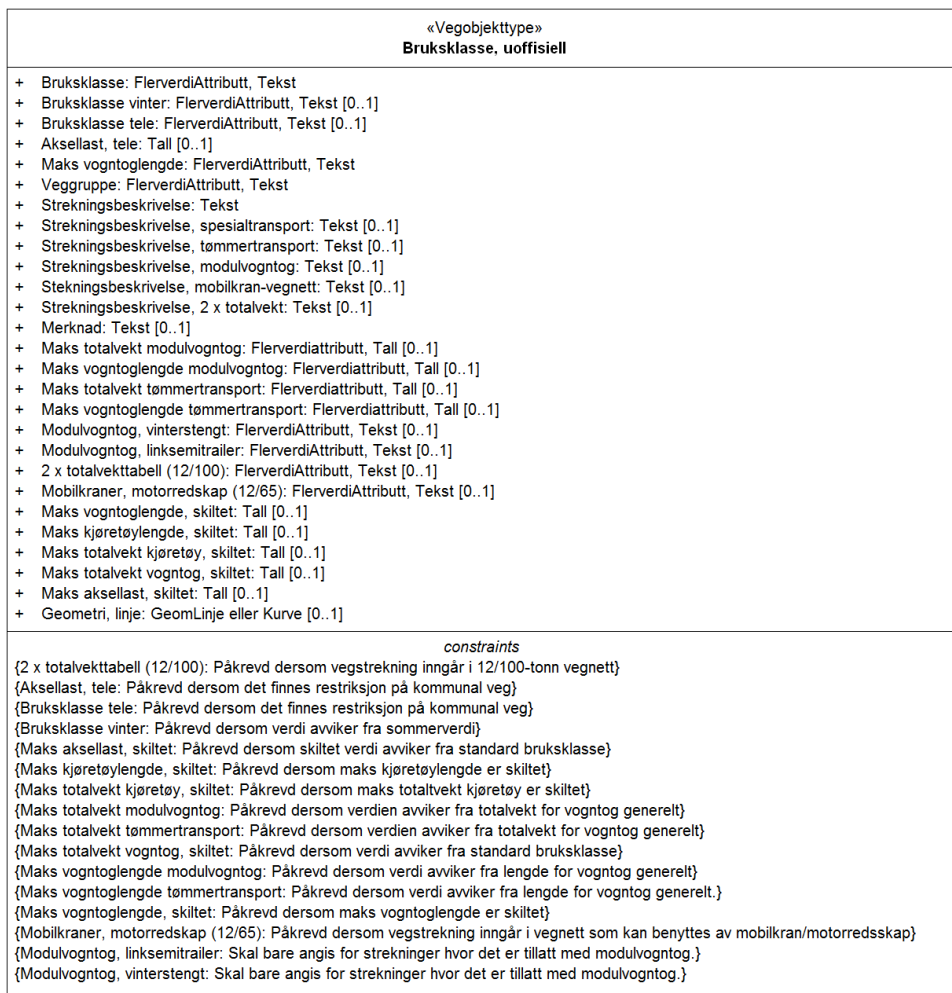 «Vegobjekttype»
Bruksklasse, uoffisiell
+ Bruksklasse: FlerverdiAttributt, Tekst
+ Bruksklasse vinter: FlerverdiAttributt, Tekst [0..1]
+ Bruksklasse tele: FlerverdiAttributt, Tekst [0..1]
+ Aksellast, tele: Tall [0..1]
+ Maks vogntoglengde: FlerverdiAttributt, Tekst
+ Veggruppe: FlerverdiAttributt, Tekst
+ Strekningsbeskrivelse: Tekst
+ Strekningsbeskrivelse, spesialtransport: Tekst [0..1]
+ Strekningsbeskrivelse, tømmertransport: Tekst [0..1]
+ Strekningsbeskrivelse, modulvogntog: Tekst [0..1]
+ Stekningsbeskrivelse, mobilkran-vegnett: Tekst [0..1]
+ Strekningsbeskrivelse, 2 x totalvekt: Tekst [0..1]
+ Merknad: Tekst [0..1]
+ Maks totalvekt modulvogntog: Flerverdiattributt, Tall [0..1]
+ Maks vogntoglengde modulvogntog: Flerverdiattributt, Tall [0..1]
+ Maks totalvekt tømmertransport: Flerverdiattributt, Tall [0..1]
+ Maks vogntoglengde tømmertransport: Flerverdiattributt, Tall [0..1]
+ Modulvogntog, vinterstengt: FlerverdiAttributt, Tekst [0..1]
+ Modulvogntog, linksemitrailer: FlerverdiAttributt, Tekst [0..1]
+ 2 x totalvekttabell (12/100): FlerverdiAttributt, Tekst [0..1]
+ Mobilkraner, motorredskap (12/65): FlerverdiAttributt, Tekst [0..1]
+ Maks vogntoglengde, skiltet: Tall [0..1]
+ Maks kjøretøylengde, skiltet: Tall [0..1]
+ Maks totalvekt kjøretøy, skiltet: Tall [0..1]
+ Maks totalvekt vogntog, skiltet: Tall [0..1]
+ Maks aksellast, skiltet: Tall [0..1]
+ Geometri, linje: GeomLinje eller Kurve [0..1]
constraints
{2 x totalvekttabell (12/100): Påkrevd dersom vegstrekning inngår i 12/100-tonn vegnett}
{Aksellast, tele: Påkrevd dersom det finnes restriksjon på kommunal veg}
{Bruksklasse tele: Påkrevd dersom det finnes restriksjon på kommunal veg}
{Bruksklasse vinter: Påkrevd dersom verdi avviker fra sommerverdi}
{Maks aksellast, skiltet: Påkrevd dersom skiltet verdi avviker fra standard bruksklasse}
{Maks kjøretøylengde, skiltet: Påkrevd dersom maks kjøretøylengde er skiltet}
{Maks totalvekt kjøretøy, skiltet: Påkrevd dersom maks totaltvekt kjøretøy er skiltet}
{Maks totalvekt modulvogntog: Påkrevd dersom verdien avviker fra totalvekt for vogntog generelt}
{Maks totalvekt tømmertransport: Påkrevd dersom verdien avviker fra totalvekt for vogntog generelt}
{Maks totalvekt vogntog, skiltet: Påkrevd dersom verdi avviker fra standard bruksklasse}
{Maks vogntoglengde modulvogntog: Påkrevd dersom verdi avviker fra lengde for vogntog generelt}
{Maks vogntoglengde tømmertransport: Påkrevd dersom verdi avviker fra lengde for vogntog generelt.}
{Maks vogntoglengde, skiltet: Påkrevd dersom maks vogntoglengde er skiltet}
{Mobilkraner, motorredskap (12/65): Påkrevd dersom vegstrekning inngår i vegnett som kan benyttes av mobilkran/motorredsskap}
{Modulvogntog, linksemitrailer: Skal bare angis for strekninger hvor det er tillatt med modulvogntog.}
{Modulvogntog, vinterstengt: Skal bare angis for strekninger hvor det er tillatt med modulvogntog.}